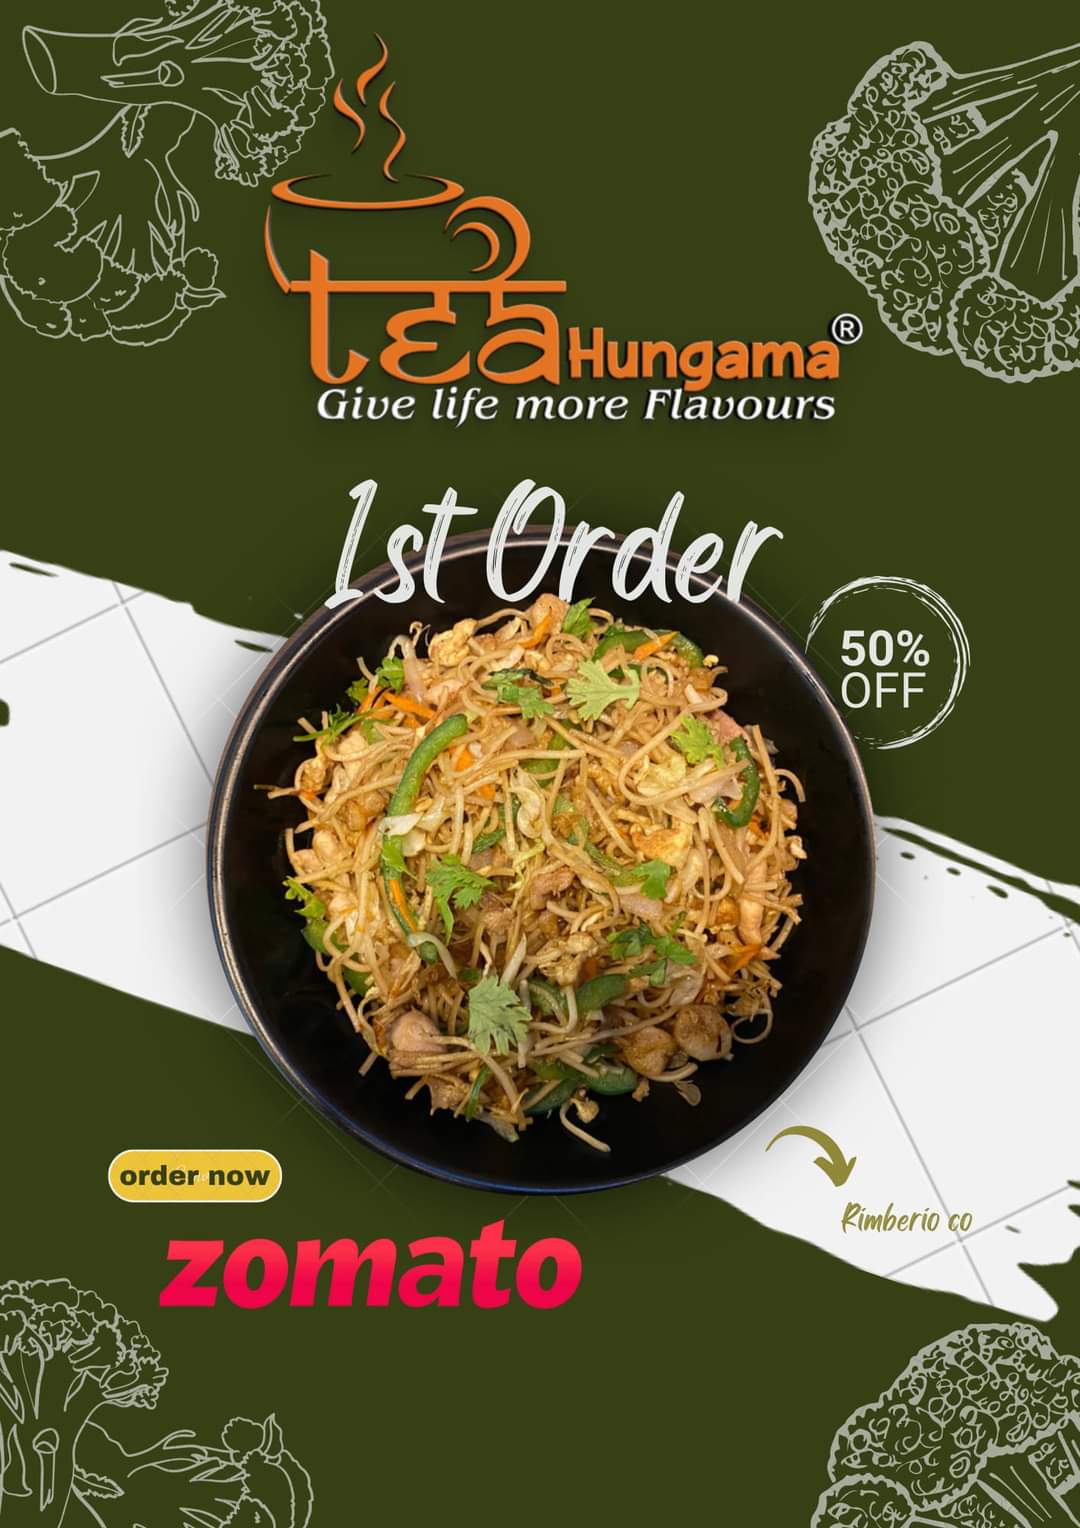 tea Hungama®
Give life more Flavours
1st Order
50%
OFF
order now
Rimberio co
zomato